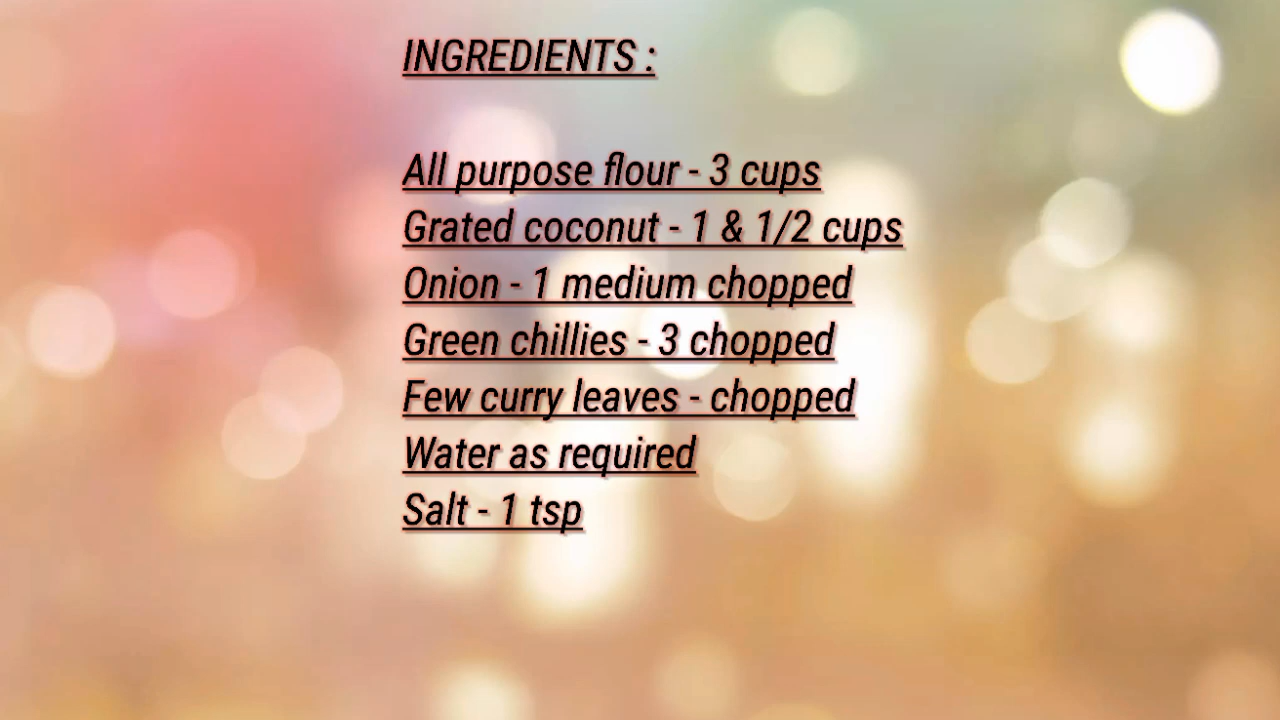 INGREDIENTS :
All purpose flour - 3 cups
Grated coconut - 1 & 1/2 cups
Onion - 1 medium chopped
Green chillies - 3 chopped
Few curry leaves - chopped
Water as required
Salt - 1 tsp